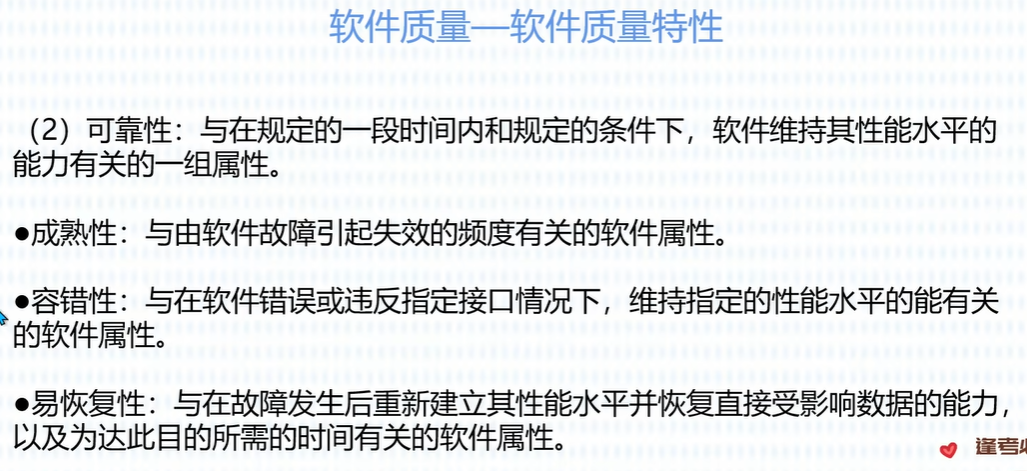 软件质量—软件质量特性
（2）可靠性：与在规定的一段时间内和规定的条件下，软件维持其性能水平的
能力有关的一组属性。
●成熟性：与由软件故障引起失效的频度有关的软件属性。
●容错性：与在软件错误或违反指定接口情况下，维持指定的性能水平的能有关
的软件属性。
●易恢复性：与在故障发生后重新建立其性能水平并恢复直接受影响数据的能力，
以及为达此目的所需的时间有关的软件属性。
逢考